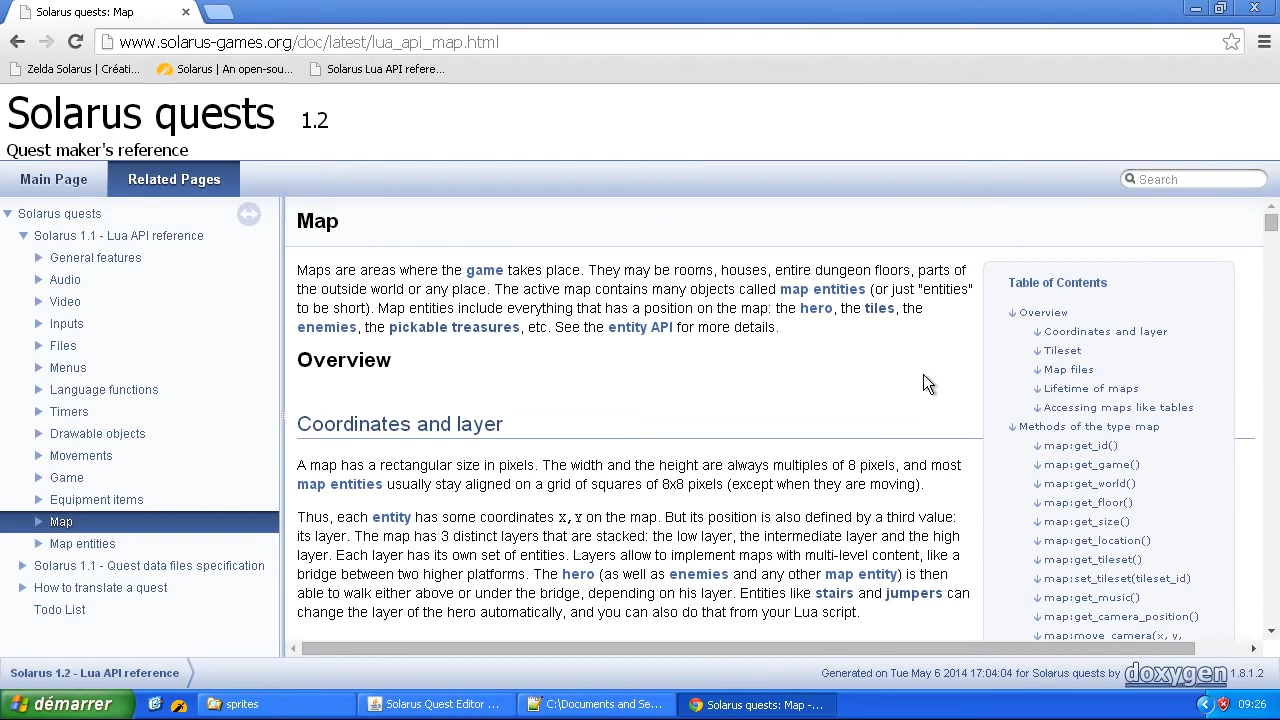 Solarus quests: Map
www.solarus-games.org/doc/latest/lua_api_map.html
Zelda Solarus | Créati...
Solarus | An open-sou...
Solarus Lua API refere...
Solarus quests 1.2
Quest maker's reference
Main Page
Related Pages
Search
Solarus quests
Solarus 1.1 - Lua API reference
General features
Audio
Video
Inputs
Files
Menus
Language functions
Timers
Drawable objects
Movements
Game
Equipment items
Map
Map entities
Solarus 1.1 - Quest data files specification
How to translate a quest
Todo List
Map
Maps are areas where the game takes place. They may be rooms, houses, entire dungeon floors, parts of
the outside world or any place. The active map contains many objects called map entities (or just "entities"
to be short). Map entities include everything that has a position on the map: the hero, the tiles, the
enemies, the pickable treasures, etc. See the entity API for more details.
Overview
Coordinates and layer
A map has a rectangular size in pixels. The width and the height are always multiples of 8 pixels, and most
map entities usually stay aligned on a grid of squares of 8x8 pixels (except when they are moving).
Thus, each entity has some coordinates X,Y on the map. But its position is also defined by a third value:
its layer. The map has 3 distinct layers that are stacked: the low layer, the intermediate layer and the high
layer. Each layer has its own set of entities. Layers allow to implement maps with multi-level content, like a
bridge between two higher platforms. The hero (as well as enemies and any other map entity) is then
able to walk either above or under the bridge, depending on his layer. Entities like stairs and jumpers can
change the layer of the hero automatically, and you can also do that from your Lua script.
Table of Contents
Overview
Coordinates and layer
Tileset
Map files
Lifetime of maps
Accessing maps like tables
Methods of the type map
map:get_id()
map:get_game()
map:get_world()
map:get_floor()
map:get_size()
map:get_location()
map:get_tileset()
map:set_tileset(tileset_id)
map:get_music()
map:get_camera_position()
map:move_camera(x, y,
Solarus 1.2 - Lua API reference
Generated on Tue May 6 2014 17:04:04 for Solarus quests by doxygen 1.8.1.2
démarrer
sprites
Solarus Quest Editor ...
C:\Documents and Se...
Solarus quests: Map -...
09:26